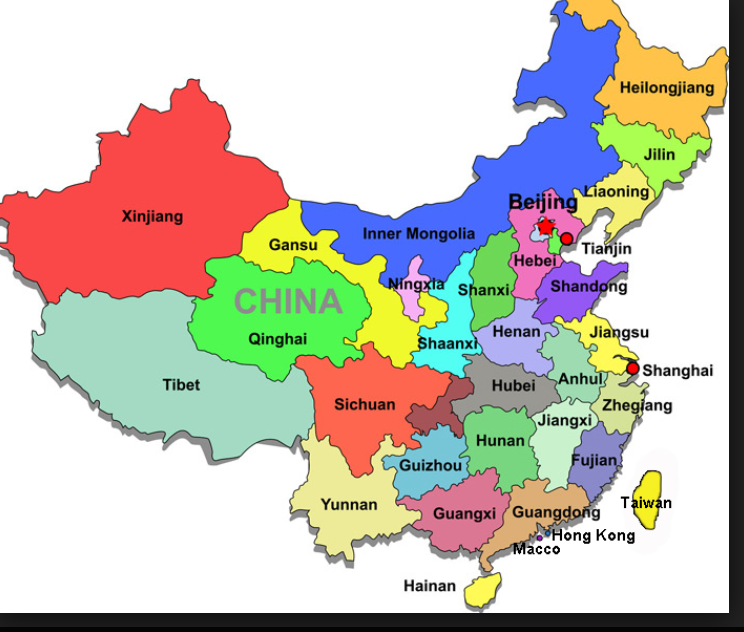 Heilongjiang
Jilin
Liaoning
Beijing
Xinjiang
Inner Mongolia
Gansu
Tianjin
Hebei
Ningxia
Shanxi
Shandong
CHINA
Qinghai
Henan
Jiangsu
Shaanxi
Shanghai
Tibet
Hubei
Anhui
Sichuan
Zhegiang
Jiangxi
Hunan
Guizhou
Fujian
Yunnan
Guangxi
Guangdong
Taiwan
Hong Kong
Macco
Hainan